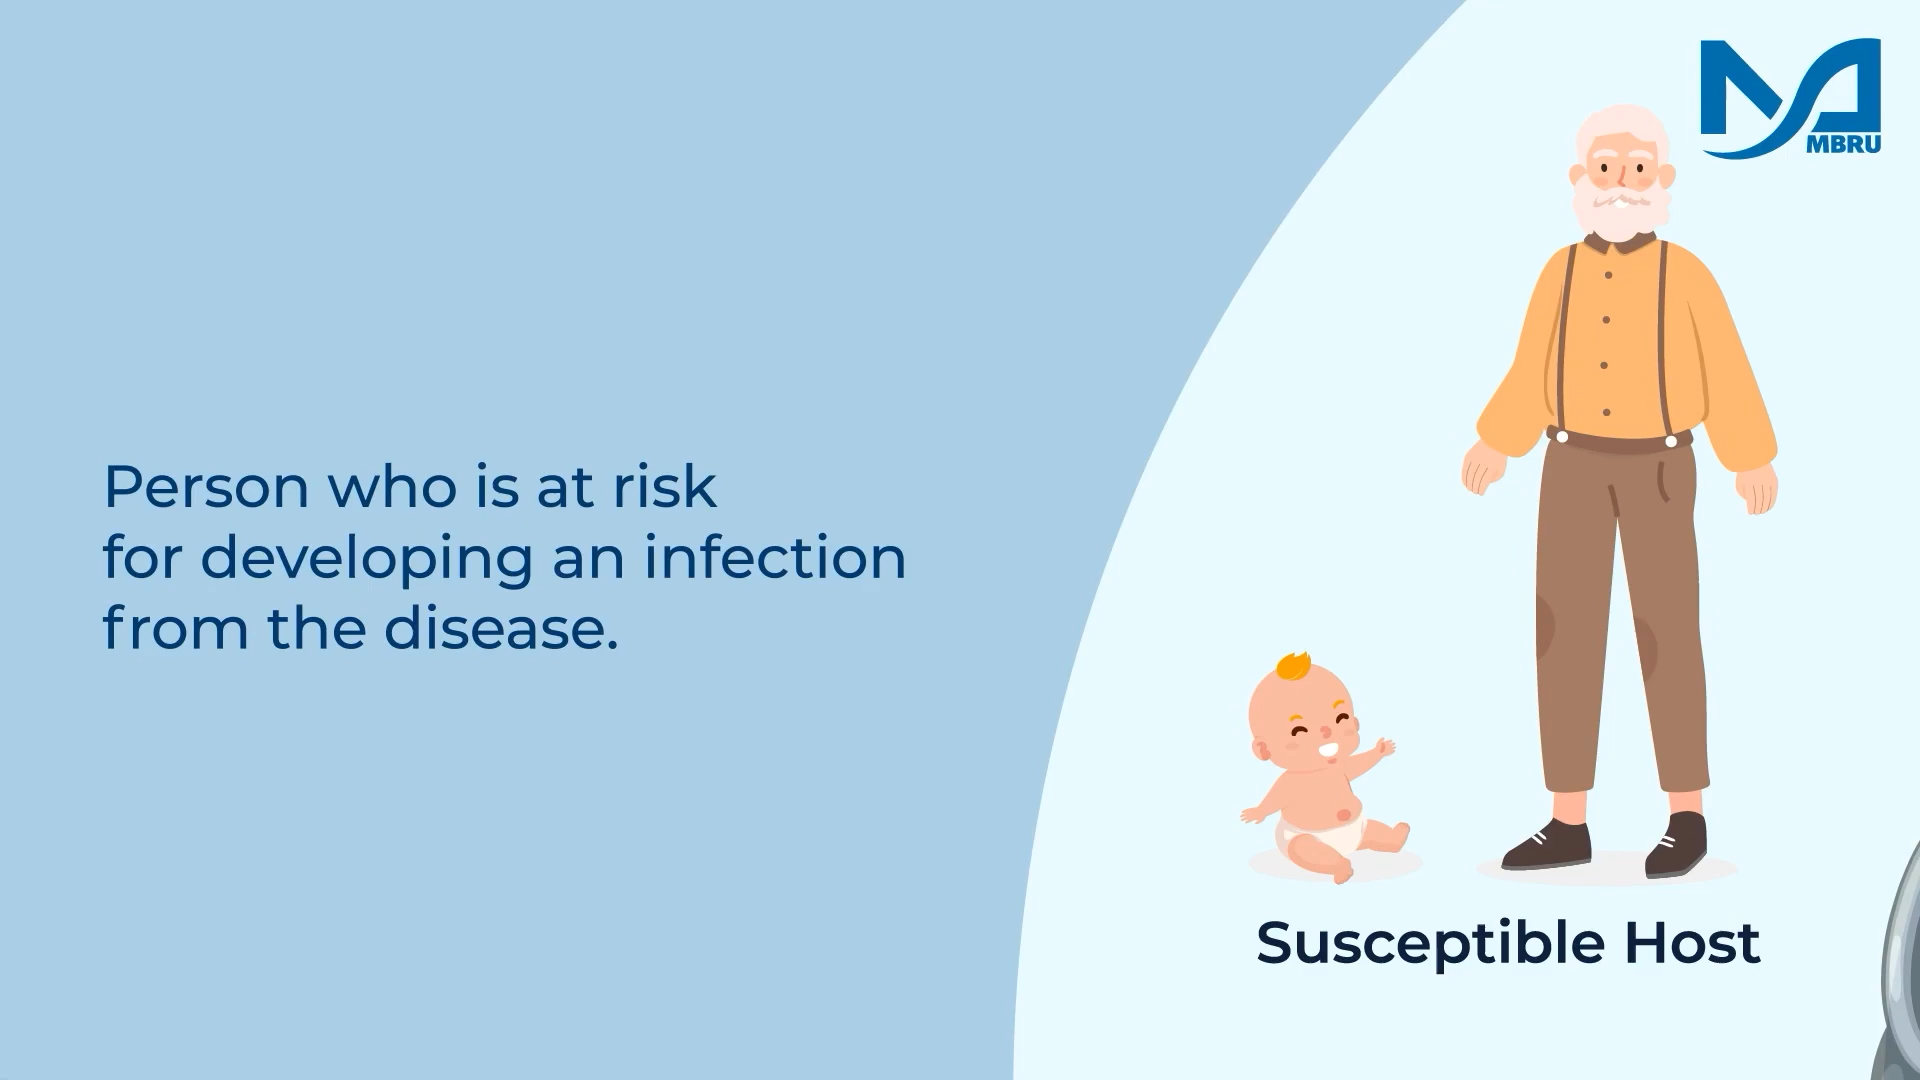 MBRU
Person who is at risk
for developing an infection
from the disease.
Susceptible Host